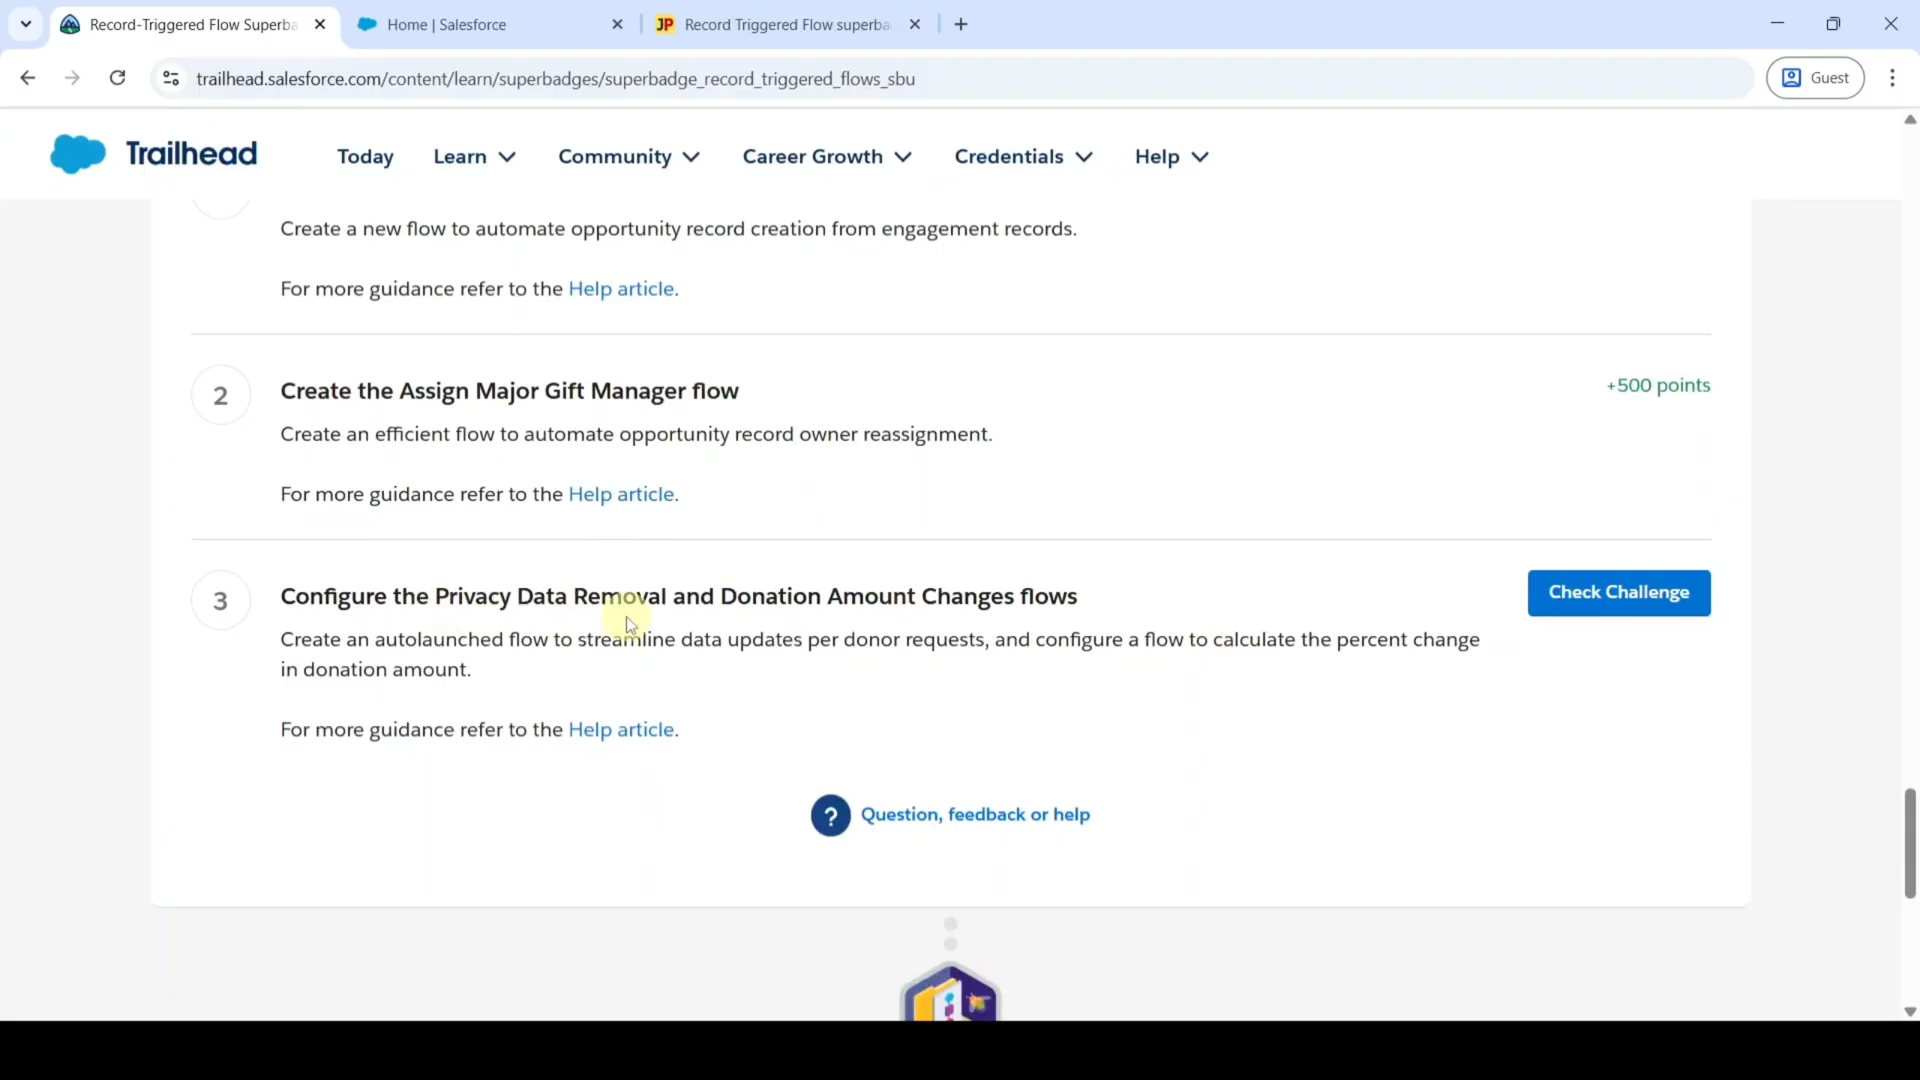 Record-Triggered Flow Superba
Home | Salesforce
JP Record Triggered Flow superba
trailhead.salesforce.com/content/learn/superbadges/superbadge_record_triggered_flows_sbu
Guest
Trailhead
Today
Learn
Community
Career Growth
Credentials
Help
Create a new flow to automate opportunity record creation from engagement records.
For more guidance refer to the Help article.
2
Create the Assign Major Gift Manager flow
+500 points
Create an efficient flow to automate opportunity record owner reassignment.
For more guidance refer to the Help article.
3
Configure the Privacy Data Removal and Donation Amount Changes flows
Check Challenge
Create an autolaunched flow to streamline data updates per donor requests, and configure a flow to calculate the percent change
in donation amount.
For more guidance refer to the Help article.
? Question, feedback or help